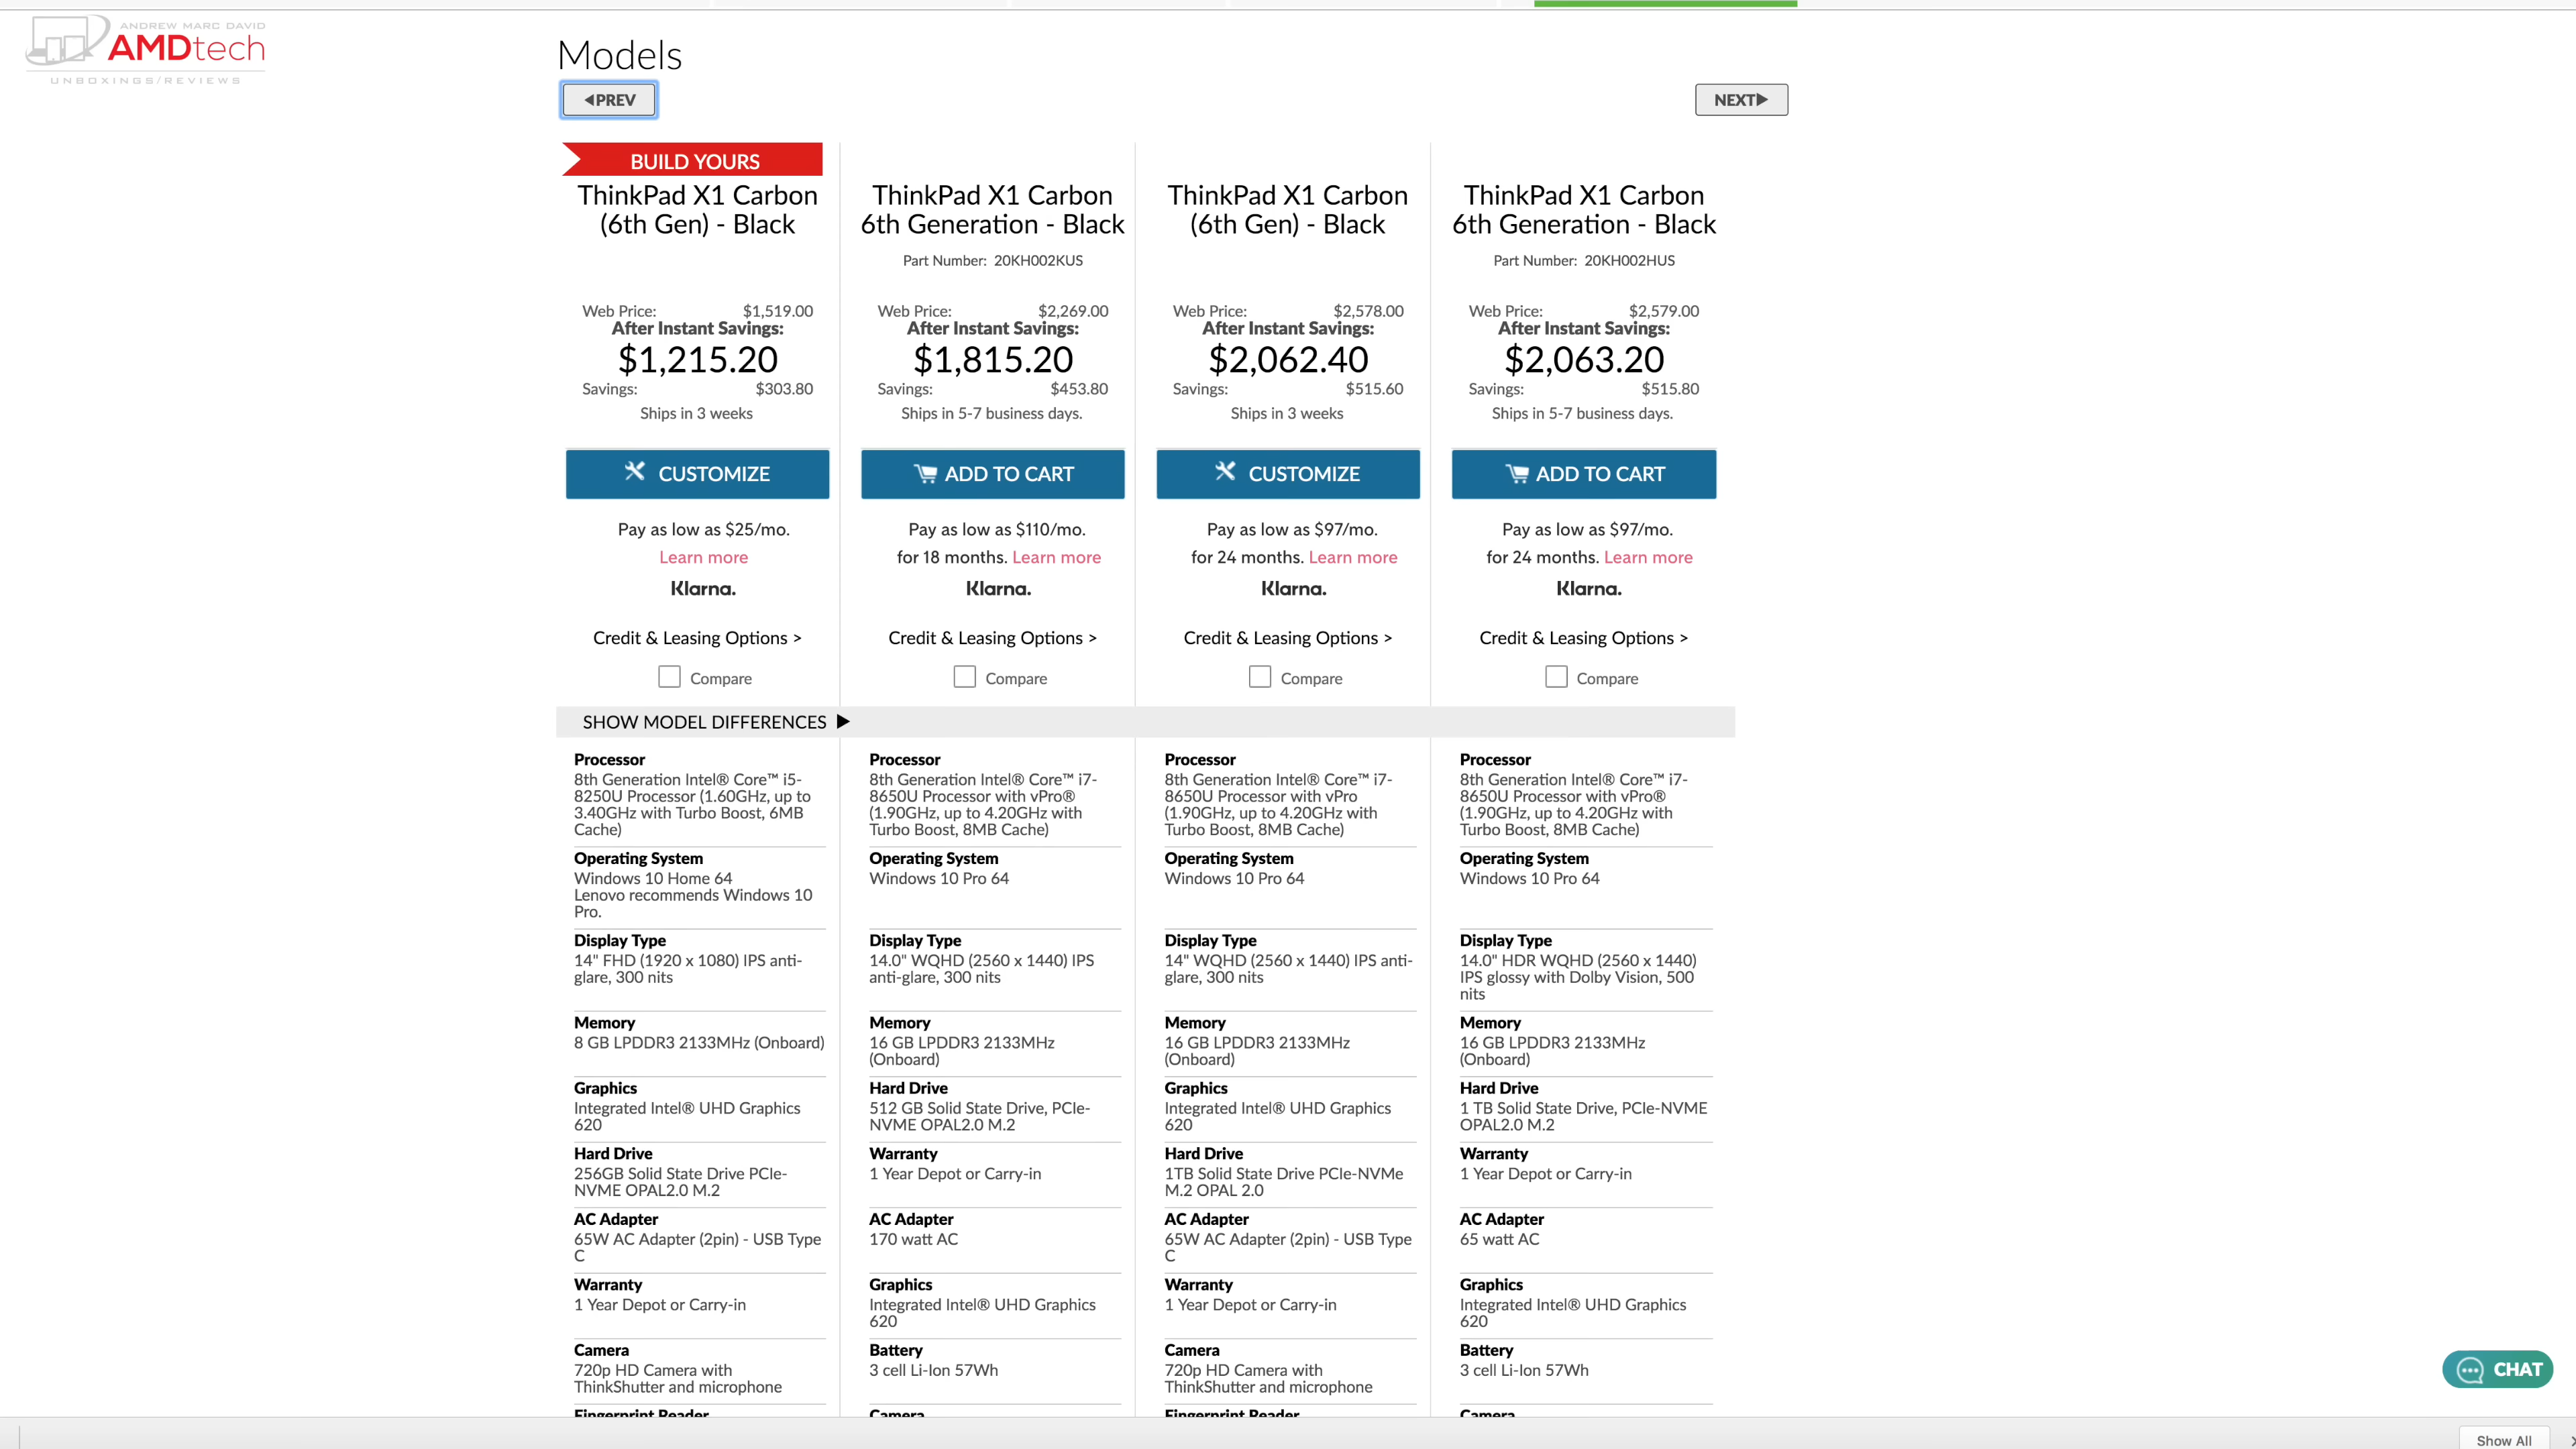 ANDREW MARC DAVID
AMDtech
UNBOXINGS/REVIEWS
Models
◀PREV
NEXT▶
BUILD YOURS
ThinkPad X1 Carbon
(6th Gen) - Black
Web Price: $1,519.00
After Instant Savings:
$1,215.20
Savings: $303.80
Ships in 3 weeks
CUSTOMIZE
Pay as low as $25/mo.
Learn more
Klarna.
Credit & Leasing Options >
Compare
ThinkPad X1 Carbon
6th Generation - Black
Part Number: 20KH002KUS
Web Price: $2,269.00
After Instant Savings:
$1,815.20
Savings: $453.80
Ships in 5-7 business days.
ADD TO CART
Pay as low as $110/mo.
for 18 months. Learn more
Klarna.
Credit & Leasing Options >
Compare
ThinkPad X1 Carbon
(6th Gen) - Black
Web Price: $2,578.00
After Instant Savings:
$2,062.40
Savings: $515.60
Ships in 3 weeks
CUSTOMIZE
Pay as low as $97/mo.
for 24 months. Learn more
Klarna.
Credit & Leasing Options >
Compare
ThinkPad X1 Carbon
6th Generation - Black
Part Number: 20KH002HUS
Web Price: $2,579.00
After Instant Savings:
$2,063.20
Savings: $515.80
Ships in 5-7 business days.
ADD TO CART
Pay as low as $97/mo.
for 24 months. Learn more
Klarna.
Credit & Leasing Options >
Compare
SHOW MODEL DIFFERENCES ▶
Processor
8th Generation Intel® Core™ i5-
8250U Processor (1.60GHz, up to
3.40GHz with Turbo Boost, 6MB
Cache)
Operating System
Windows 10 Home 64
Lenovo recommends Windows 10
Pro.
Display Type
14" FHD (1920 x 1080) IPS anti-
glare, 300 nits
Memory
8 GB LPDDR3 2133MHz (Onboard)
Graphics
Integrated Intel® UHD Graphics
620
Hard Drive
256GB Solid State Drive PCIe-
NVME OPAL2.0 M.2
AC Adapter
65W AC Adapter (2pin) - USB Type
C
Warranty
1 Year Depot or Carry-in
Camera
720p HD Camera with
ThinkShutter and microphone
Fingerprint Reader
Processor
8th Generation Intel® Core™ i7-
8650U Processor with vPro®
(1.90GHz, up to 4.20GHz with
Turbo Boost, 8MB Cache)
Operating System
Windows 10 Pro 64
Display Type
14.0" WQHD (2560 x 1440) IPS
anti-glare, 300 nits
Memory
16 GB LPDDR3 2133MHz
(Onboard)
Hard Drive
512 GB Solid State Drive, PCIe-
NVME OPAL2.0 M.2
Warranty
1 Year Depot or Carry-in
AC Adapter
170 watt AC
Graphics
Integrated Intel® UHD Graphics
620
Battery
3 cell Li-Ion 57Wh
Camera
Processor
8th Generation Intel® Core™ i7-
8650U Processor with vPro
(1.90GHz, up to 4.20GHz with
Turbo Boost, 8MB Cache)
Operating System
Windows 10 Pro 64
Display Type
14" WQHD (2560 x 1440) IPS anti-
glare, 300 nits
Memory
16 GB LPDDR3 2133MHz
(Onboard)
Graphics
Integrated Intel® UHD Graphics
620
Hard Drive
1TB Solid State Drive PCIe-NVMe
M.2 OPAL 2.0
AC Adapter
65W AC Adapter (2pin) - USB Type
C
Warranty
1 Year Depot or Carry-in
Camera
720p HD Camera with
ThinkShutter and microphone
Fingerprint Reader
Processor
8th Generation Intel® Core™ i7-
8650U Processor with vPro®
(1.90GHz, up to 4.20GHz with
Turbo Boost, 8MB Cache)
Operating System
Windows 10 Pro 64
Display Type
14.0" HDR WQHD (2560 x 1440)
IPS glossy with Dolby Vision, 500
nits
Memory
16 GB LPDDR3 2133MHz
(Onboard)
Hard Drive
1 TB Solid State Drive, PCIe-NVME
OPAL2.0 M.2
Warranty
1 Year Depot or Carry-in
AC Adapter
65 watt AC
Graphics
Integrated Intel® UHD Graphics
620
Battery
3 cell Li-Ion 57Wh
Camera
CHAT
Show All